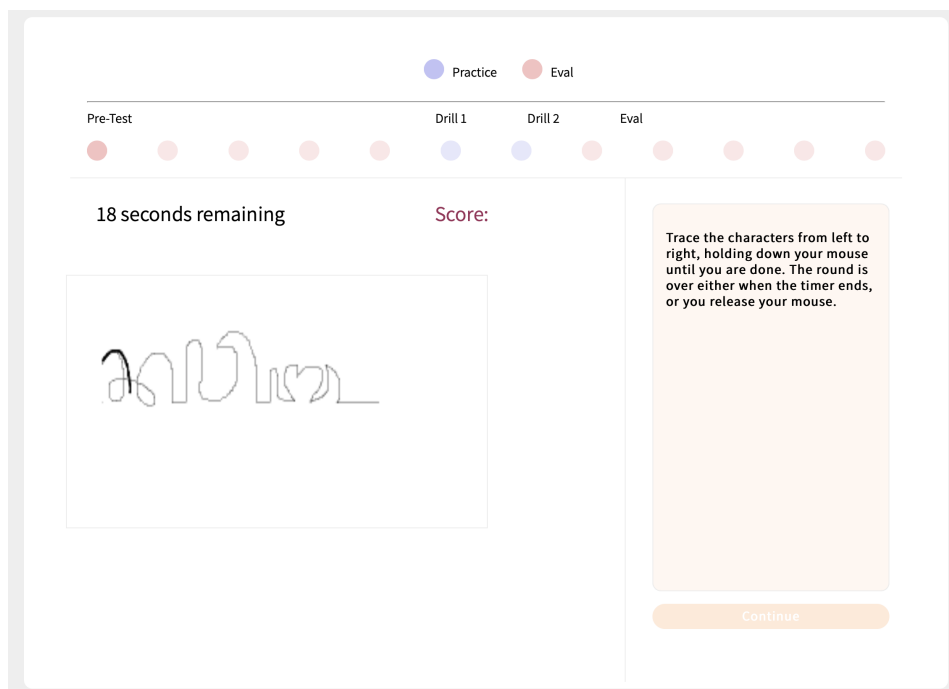 Practice Eval
Pre-Test Drill 1 Drill 2 Eval
18 seconds remaining Score:
Trace the characters from left to
right, holding down your mouse
until you are done. The round is
over either when the timer ends,
or you release your mouse.
Continue